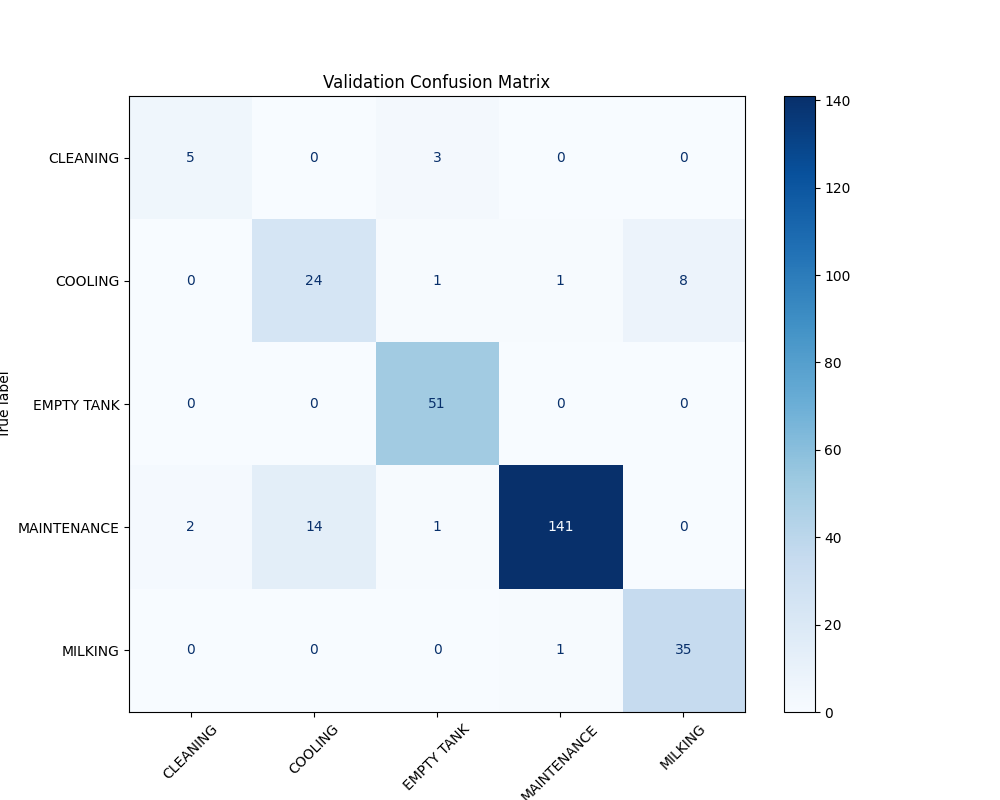 Validation Confusion Matrix
CLEANING 5 0 3 0 0
COOLING 0 24 1 1 8
EMPTY TANK 0 0 51 0 0
MAINTENANCE 2 14 1 141 0
MILKING 0 0 0 1 35
CLEANING COOLING EMPTY TANK MAINTENANCE MILKING
True label
140
120
100
80
60
40
20
0